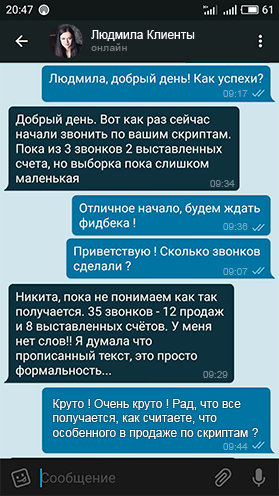 20:47
61
Людмила Клиенты
онлайн
Людмила, добрый день! Как успехи?
09:17
Добрый день. Вот как раз сейчас
начали звонить по вашим скриптам.
Пока из 3 звонков 2 выставленных
счета, но выборка пока слишком
маленькая
09:34
Отличное начало, будем ждать
фидбека !
09:36
Приветствую ! Сколько звонков
сделали ?
09:07
Никита, пока не понимаем как так
получается. 35 звонков - 12 продаж
и 8 выставленных счётов. У меня
нет слов!! Я думала что
прописанный текст, это просто
формальность...
09:29
Круто ! Очень круто ! Рад, что все
получается, как считаете, что
особенного в продаже по скриптам ?
09:44
Сообщение